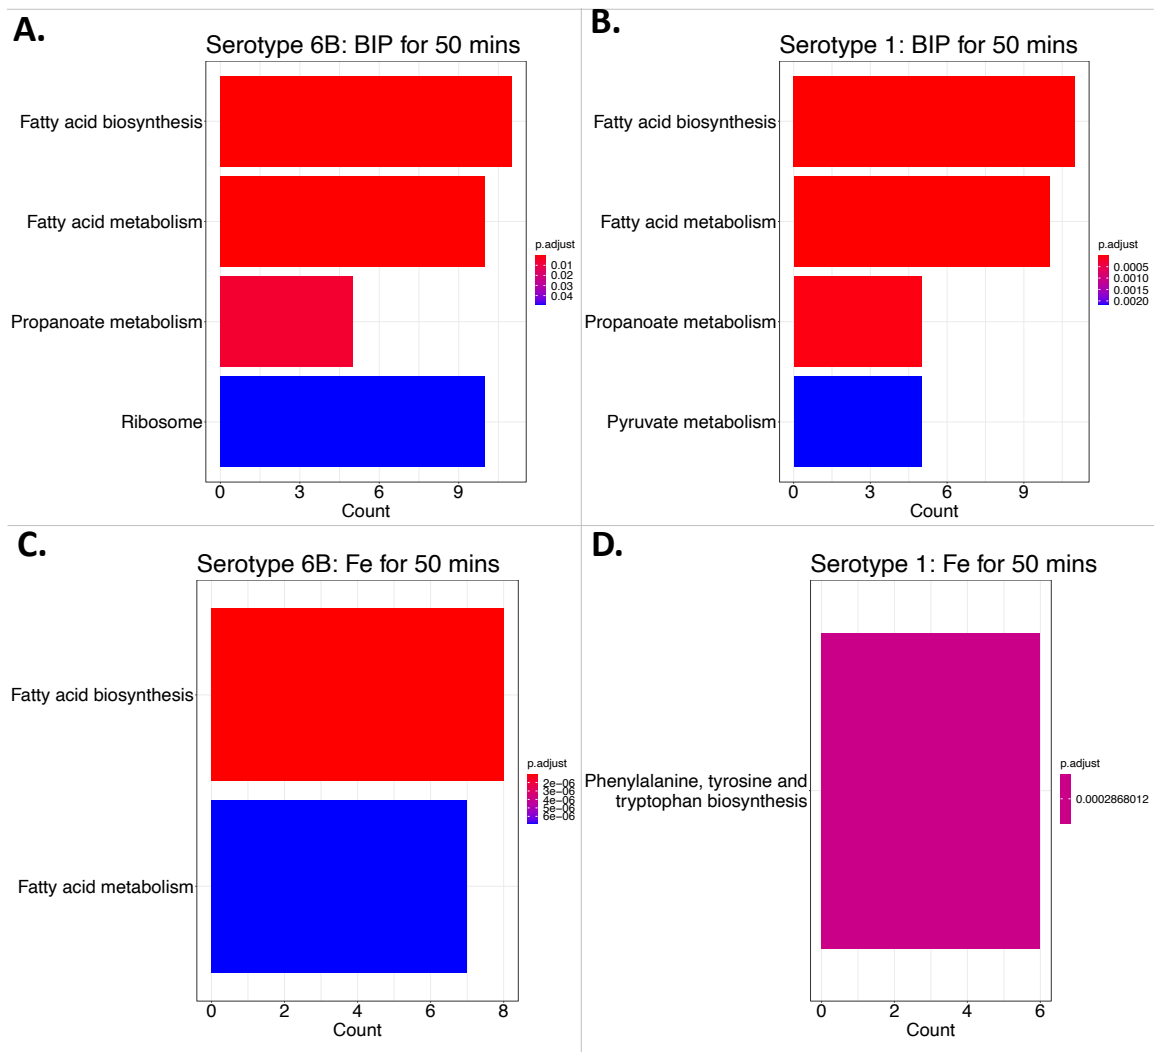 A.
Serotype 6B: BIP for 50 mins
Fatty acid biosynthesis
Fatty acid metabolism
Propanoate metabolism
Ribosome
0 3 6 9
Count
p.adjust
0.01
0.02
0.03
0.04
B.
Serotype 1: BIP for 50 mins
Fatty acid biosynthesis
Fatty acid metabolism
Propanoate metabolism
Pyruvate metabolism
0 3 6 9
Count
p.adjust
0.0005
0.0010
0.0015
0.0020
C.
Serotype 6B: Fe for 50 mins
Fatty acid biosynthesis
Fatty acid metabolism
0 2 4 6 8
Count
p.adjust
2e−06
3e−06
4e−06
5e−06
6e−06
D.
Serotype 1: Fe for 50 mins
Phenylalanine, tyrosine and
tryptophan biosynthesis
0 2 4 6
Count
p.adjust
0.0002868012